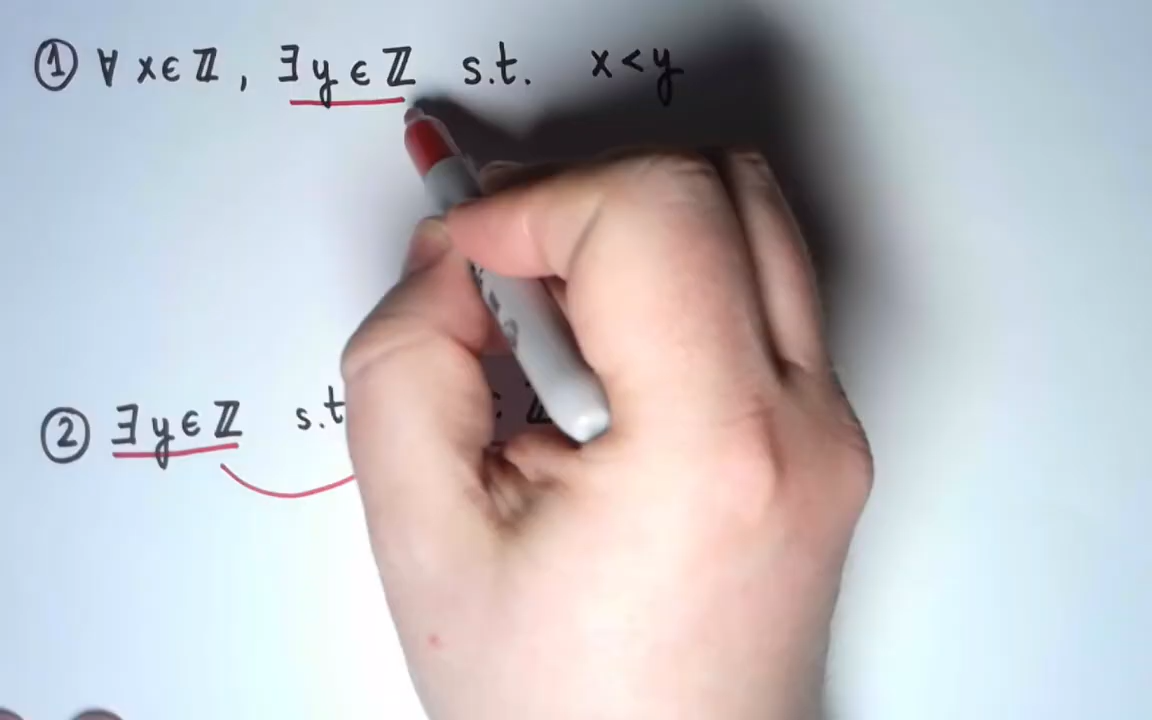 ① ∀ x ∈ ℤ , ∃ y ∈ ℤ s.t. x < y
② ∃ y ∈ ℤ s.t